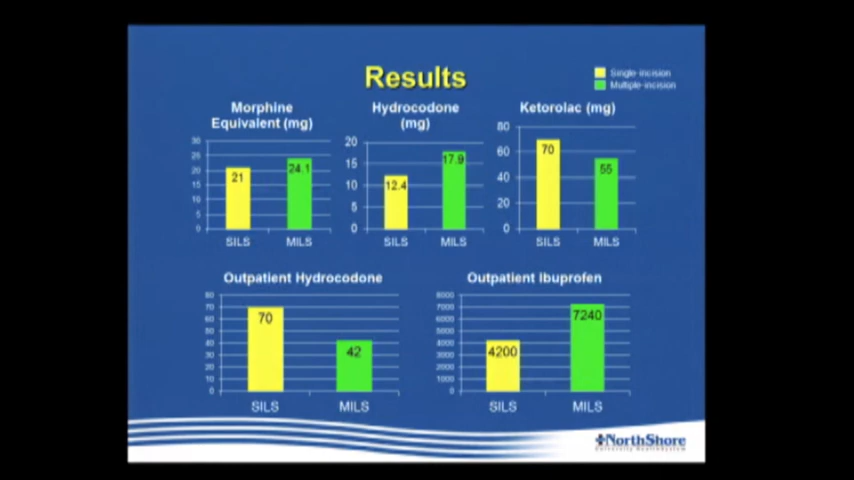 Results
Single-incision
Multiple-incision
Morphine
Equivalent (mg)
30
25
20
15
10
5
0
21
24.1
SILS
MILS
Hydrocodone
(mg)
20
15
10
5
0
12.4
17.9
SILS
MILS
Ketorolac (mg)
80
60
40
20
0
70
55
SILS
MILS
Outpatient Hydrocodone
80
70
60
50
40
30
20
10
0
70
42
SILS
MILS
Outpatient Ibuprofen
8000
7000
6000
5000
4000
3000
2000
1000
0
4200
7240
SILS
MILS
NorthShore
University HealthSystem